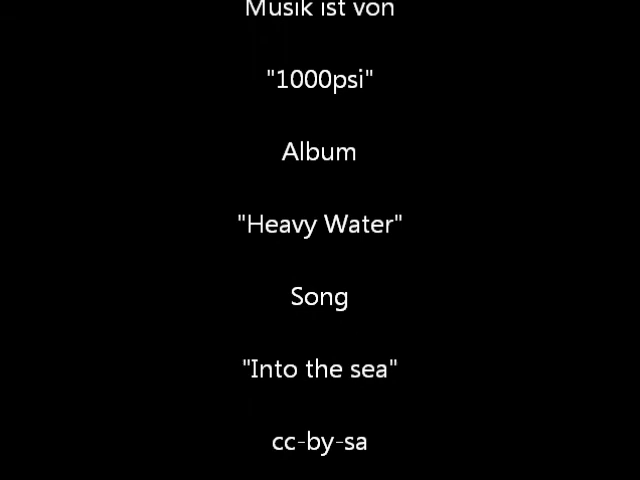 Musik ist von
"1000psi"
Album
"Heavy Water"
Song
"Into the sea"
cc-by-sa